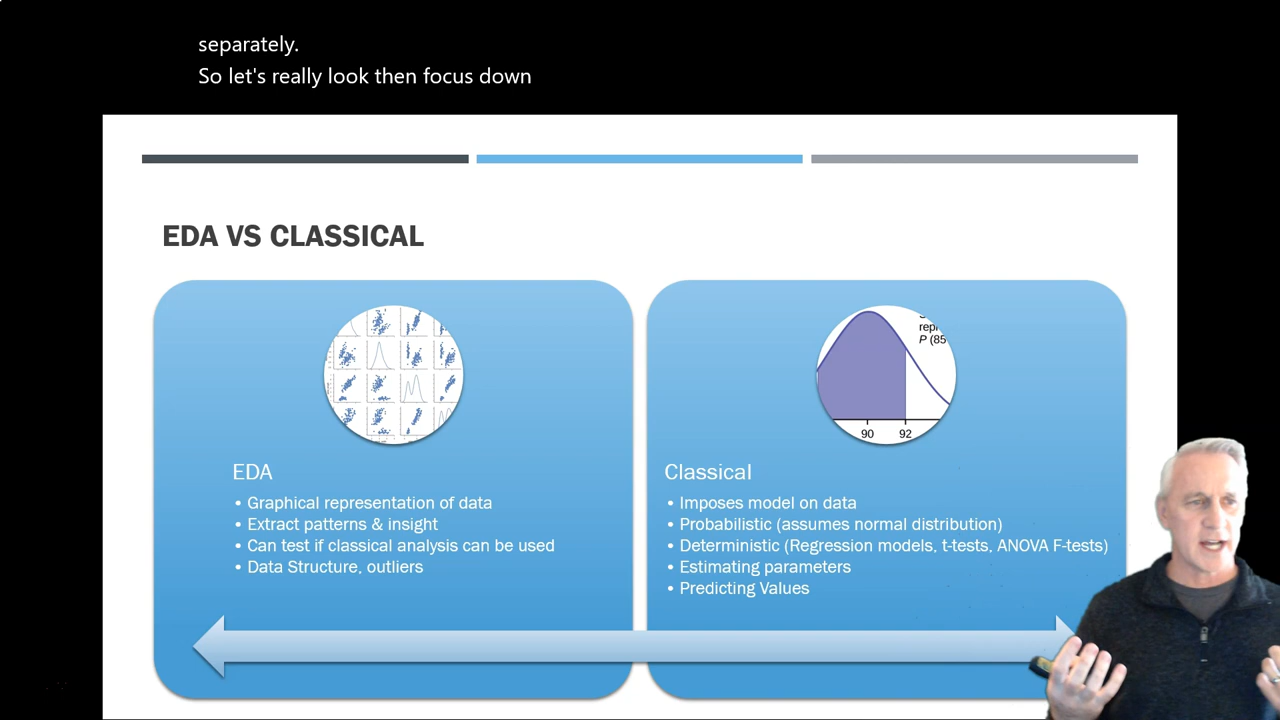 separately.
So let's really look then focus down
EDA VS CLASSICAL
P (85
90 92
EDA
• Graphical representation of data
• Extract patterns & insight
• Can test if classical analysis can be used
• Data Structure, outliers
Classical
• Imposes model on data
• Probabilistic (assumes normal distribution)
• Deterministic (Regression models, t-tests, ANOVA F-tests)
• Estimating parameters
• Predicting Values